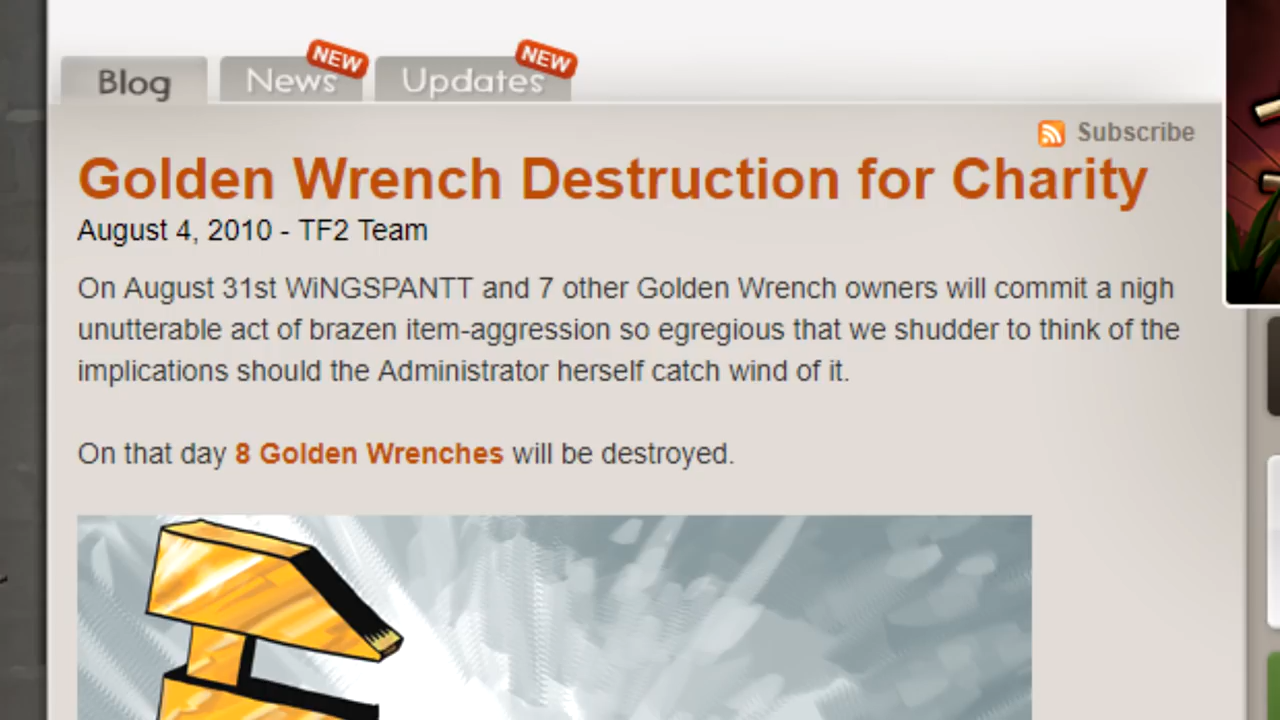 Blog
News
NEW
Updates
NEW
Subscribe
Golden Wrench Destruction for Charity
August 4, 2010 - TF2 Team
On August 31st WiNGSPANTT and 7 other Golden Wrench owners will commit a nigh
unutterable act of brazen item-aggression so egregious that we shudder to think of the
implications should the Administrator herself catch wind of it.
On that day 8 Golden Wrenches will be destroyed.